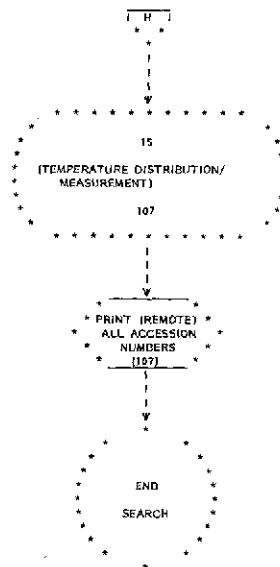 H
15
(TEMPERATURE DISTRIBUTION/
MEASUREMENT)
107
PRINT (REMOTE)
ALL ACCESSION
NUMBERS
(107)
END
SEARCH